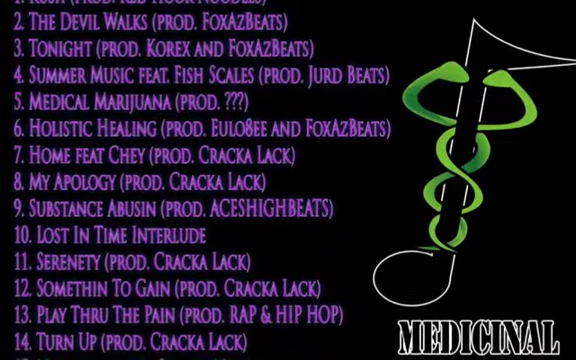 2. The Devil Walks (prod. FoxAzBeats)
3. Tonight (prod. Korex and FoxAzBeats)
4. Summer Music feat. Fish Scales (prod. Jurd Beats)
5. Medical Marijuana (prod. ???)
6. Holistic Healing (prod. Eulo8ee and FoxAzBeats)
7. Home feat Chey (prod. Cracka Lack)
8. My Apology (prod. Cracka Lack)
9. Substance Abusin (prod. ACESHIGHBEATS)
10. Lost In Time Interlude
11. Serenety (prod. Cracka Lack)
12. Somethin To Gain (prod. Cracka Lack)
13. Play Thru The Pain (prod. RAP & HIP HOP)
14. Turn Up (prod. Cracka Lack)
MEDICINAL